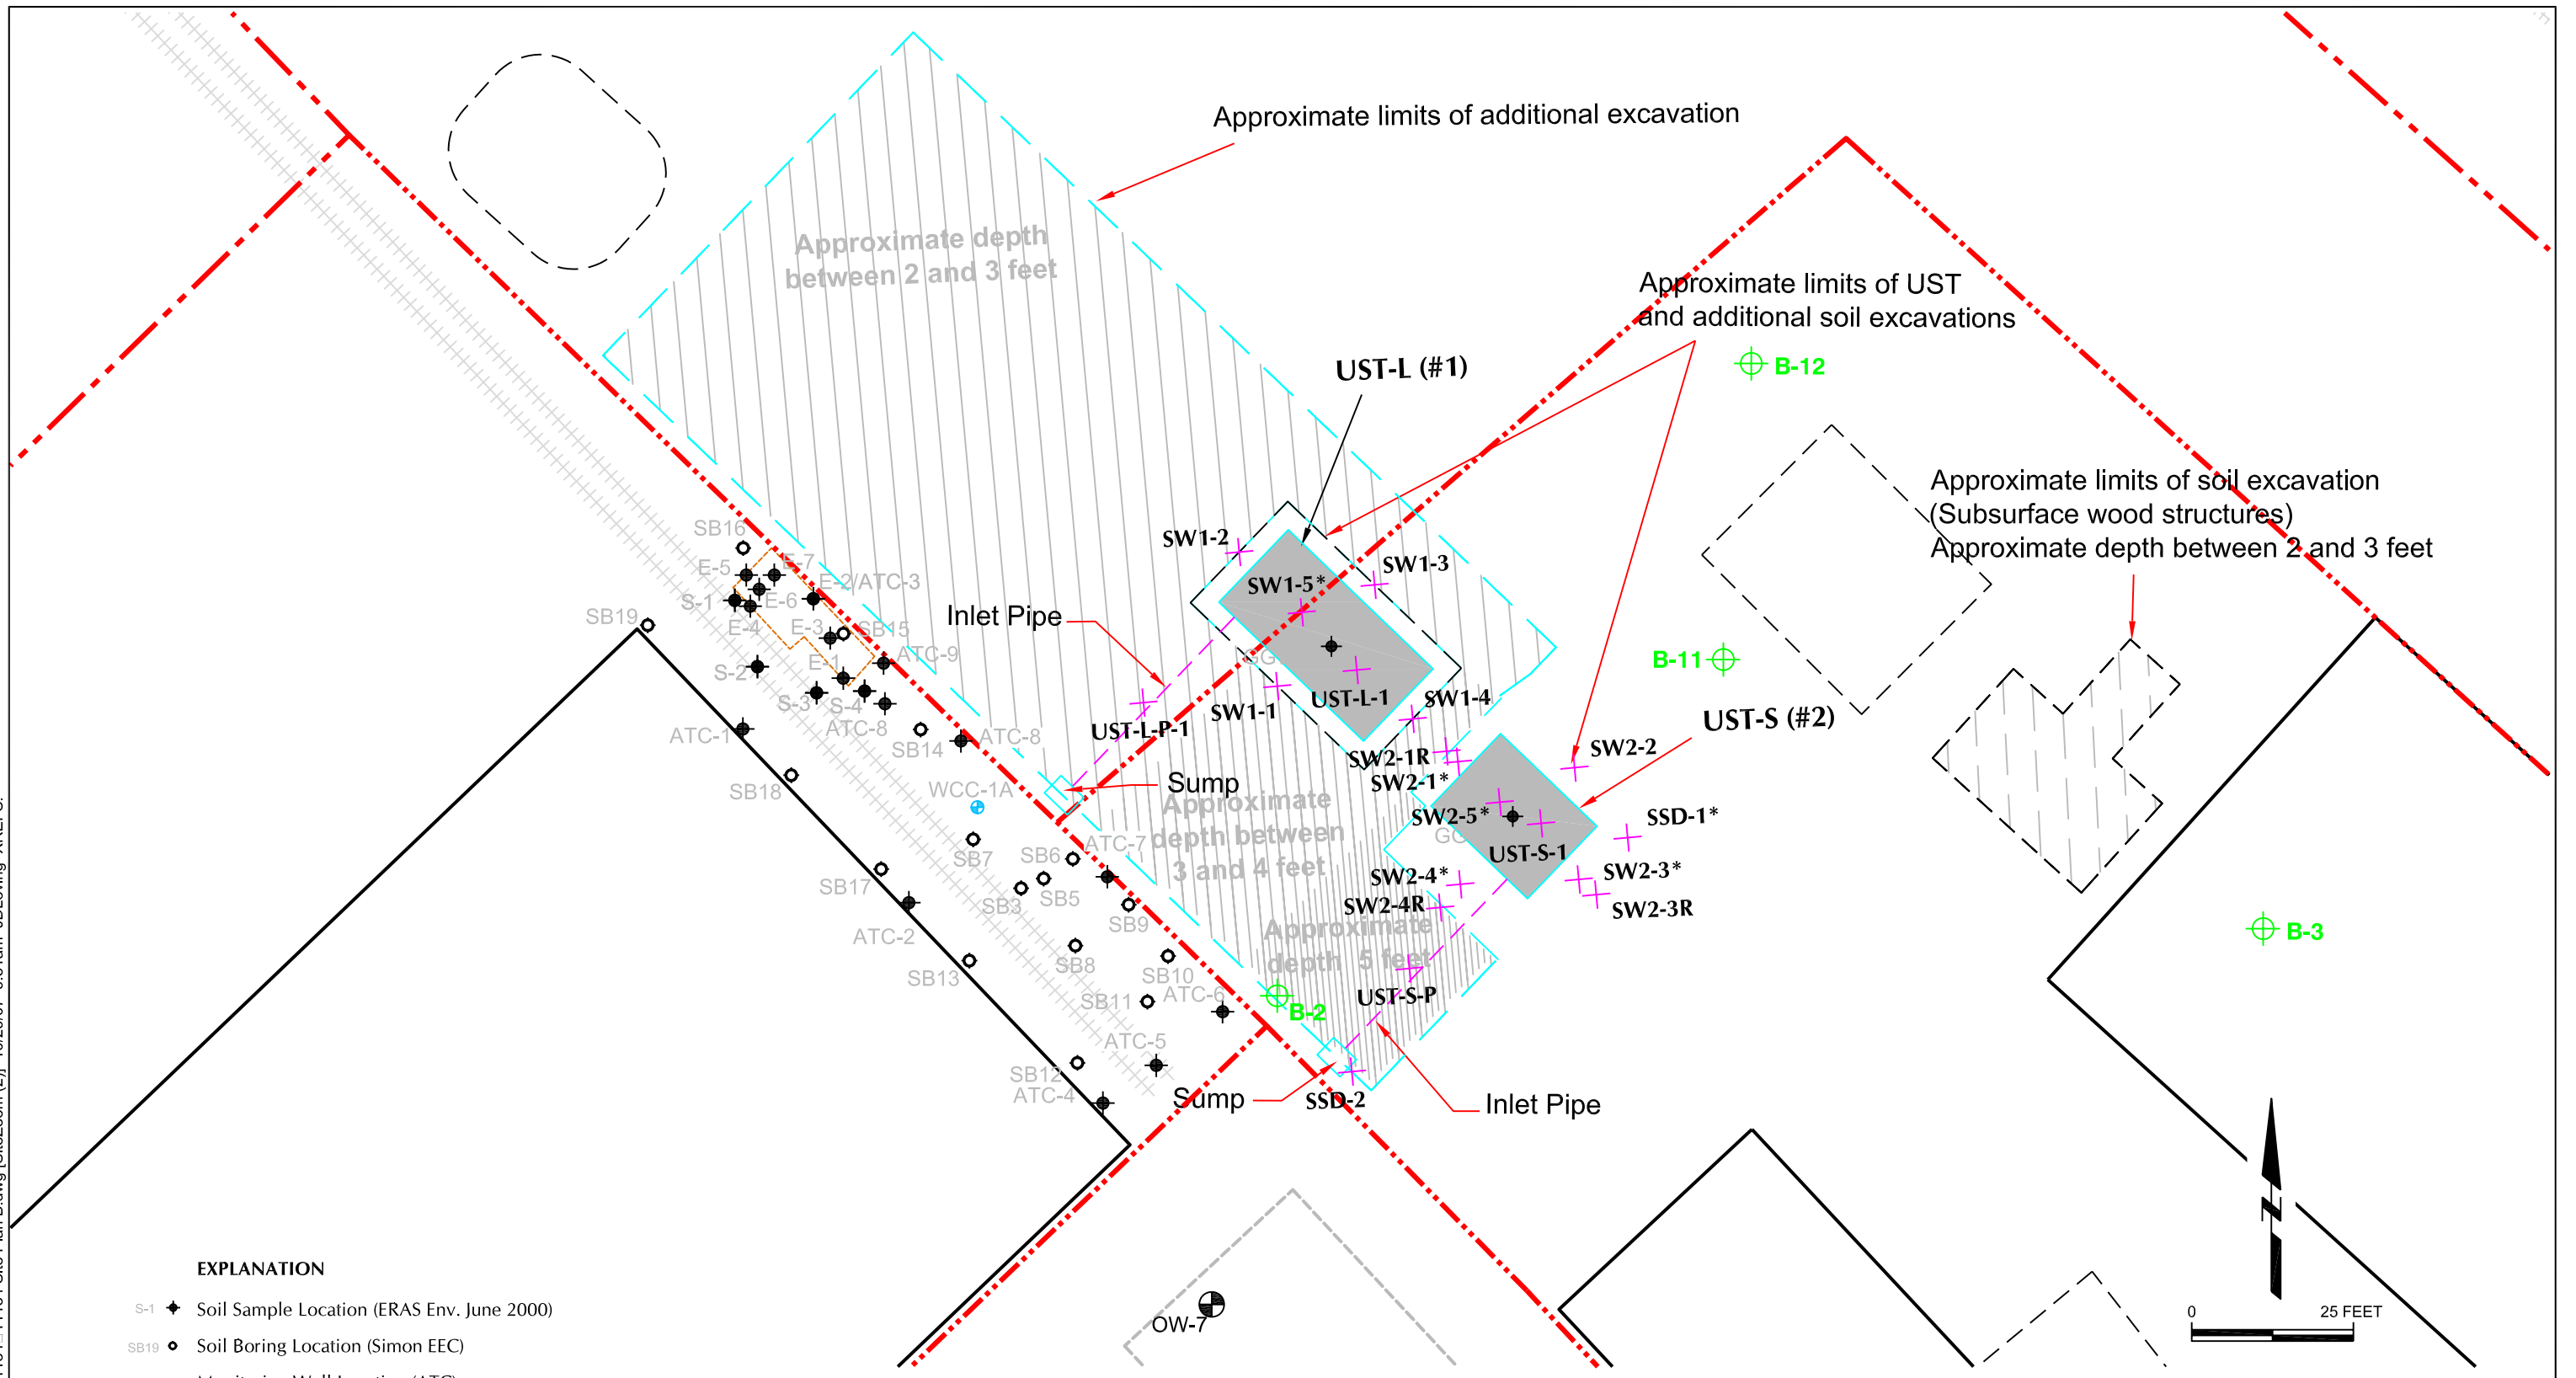 Approximate limits of additional excavation
Approximate depth
between 2 and 3 feet
Approximate limits of UST
and additional soil excavations
UST-L (#1)
B-12
Approximate limits of soil excavation
(Subsurface wood structures)
Approximate depth between 2 and 3 feet
SB16
SW1-2
SW1-3
E-5
E-7
E-2/ATC-3
SW1-5*
S-1
E-6
SB19
E-4
E-3
SB15
Inlet Pipe
GG
ATC-9
B-11
S-2
E-1
UST-L-1
SW1-4
S-3
S-4
SW1-1
UST-S (#2)
ATC-1
ATC-8
UST-L-P-1
SB14
ATC-8
SW2-2
SW2-1R
SB18
WCC-1A
Sump
SW2-1*
Approximate
depth between
3 and 4 feet
SW2-5*
SSD-1*
GG
ATC-7
SB7
SB6
UST-S-1
SB17
SB3
SB5
SW2-4*
SW2-3*
SW2-4R
SW2-3R
SB9
ATC-2
Approximate
depth 5 feet
B-3
SB13
SB8
SB10
SB11
ATC-6
UST-S-P
B-2
ATC-5
SB12
ATC-4
Sump
SSD-2
Inlet Pipe
N
EXPLANATION
S-1 Soil Sample Location (ERAS Env. June 2000)
SB19 Soil Boring Location (Simon EEC)
OW-7
0 25 FEET